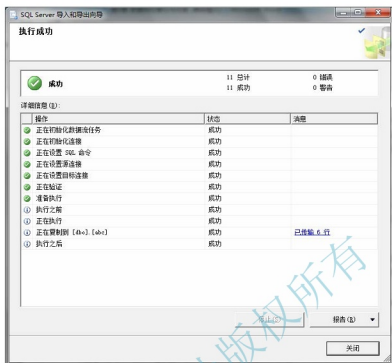 SQL Server 导入和导出向导
执行成功
成功
11 总计
0 错误
11 成功
0 警告
详细信息(D):
操作 状态 消息
正在初始化数据流任务 成功
正在初始化连接 成功
正在设置 SQL 命令 成功
正在设置源连接 成功
正在设置目标连接 成功
正在验证 成功
准备执行 成功
执行之前 成功
正在执行 成功
正在复制到 [dbo].[abc] 成功 已传输 6 行
执行之后 成功
停止(S)
报告(R)
关闭
版权所有